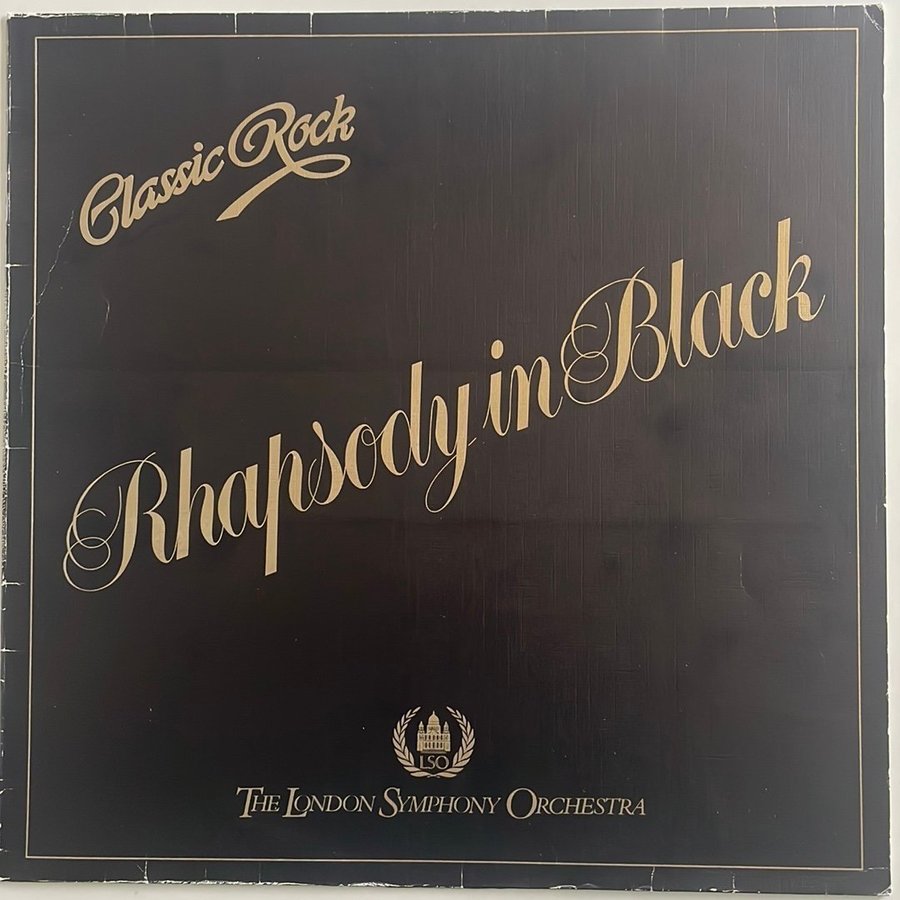 Classic Rock
Rhapsody in Black
LSO
THE LONDON SYMPHONY ORCHESTRA